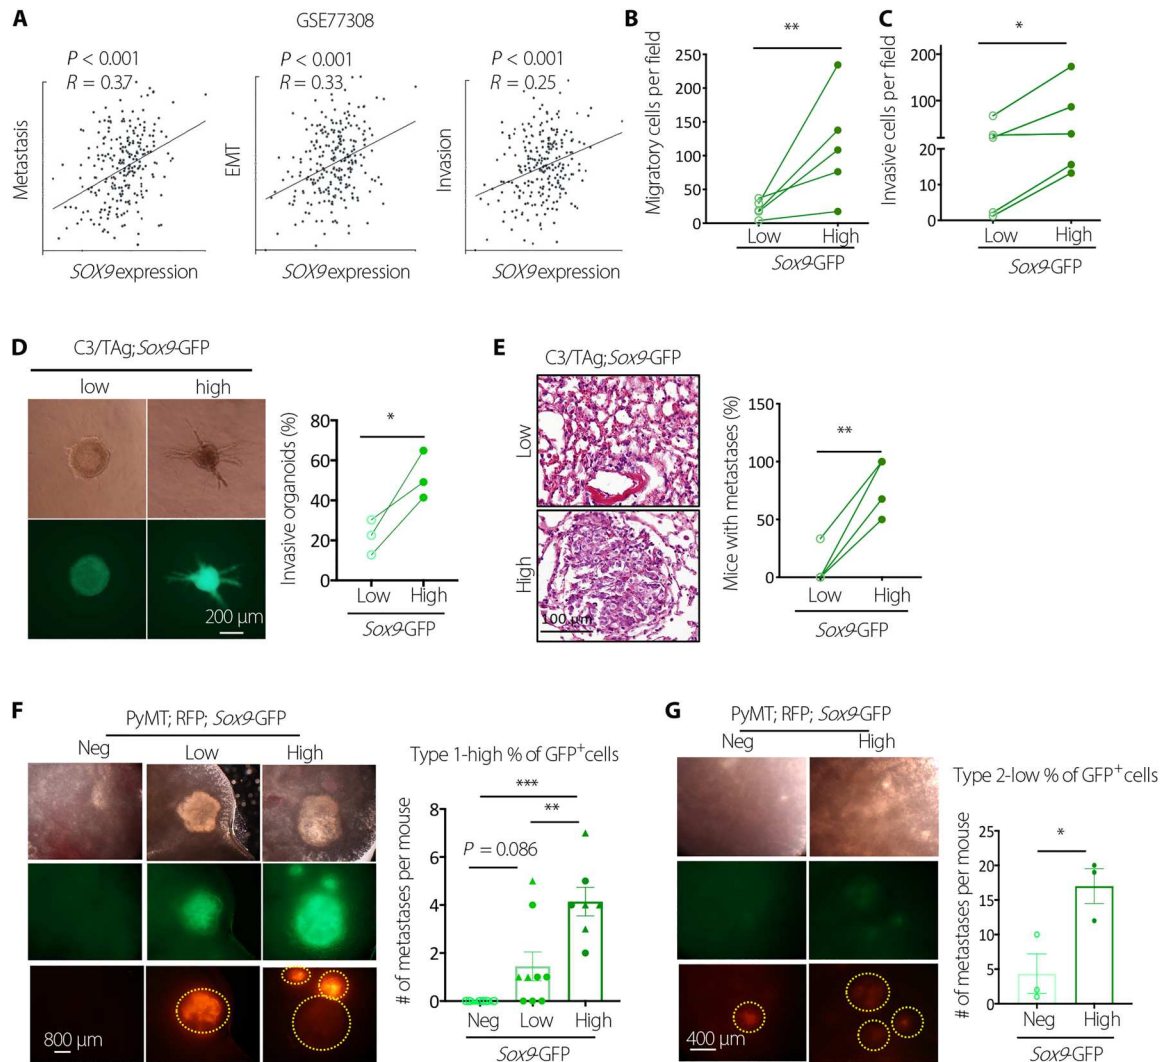 A
GSE77308
P < 0.001
R = 0.37
Metastasis
SOX9 expression
P < 0.001
R = 0.33
EMT
SOX9 expression
P < 0.001
R = 0.25
Invasion
SOX9 expression
B
**
Migratory cells per field
250
200
150
100
50
0
Low High
Sox9-GFP
C
*
Invasive cells per field
200
100
20
10
0
Low High
Sox9-GFP
D
C3/TAg;Sox9-GFP
low high
200 µm
*
Invasive organoids (%)
80
60
40
20
0
Low High
Sox9-GFP
E
C3/TAg;Sox9-GFP
Low
High
100 µm
**
Mice with metastases (%)
150
100
50
0
Low High
Sox9-GFP
F
PyMT; RFP; Sox9-GFP
Neg Low High
800 µm
Type 1-high % of GFP+cells
***
**
P = 0.086
# of metastases per mouse
8
6
4
2
0
Neg Low High
Sox9-GFP
G
PyMT; RFP; Sox9-GFP
Neg High
400 µm
Type 2-low % of GFP+cells
*
# of metastases per mouse
25
20
15
10
5
0
Neg High
Sox9-GFP